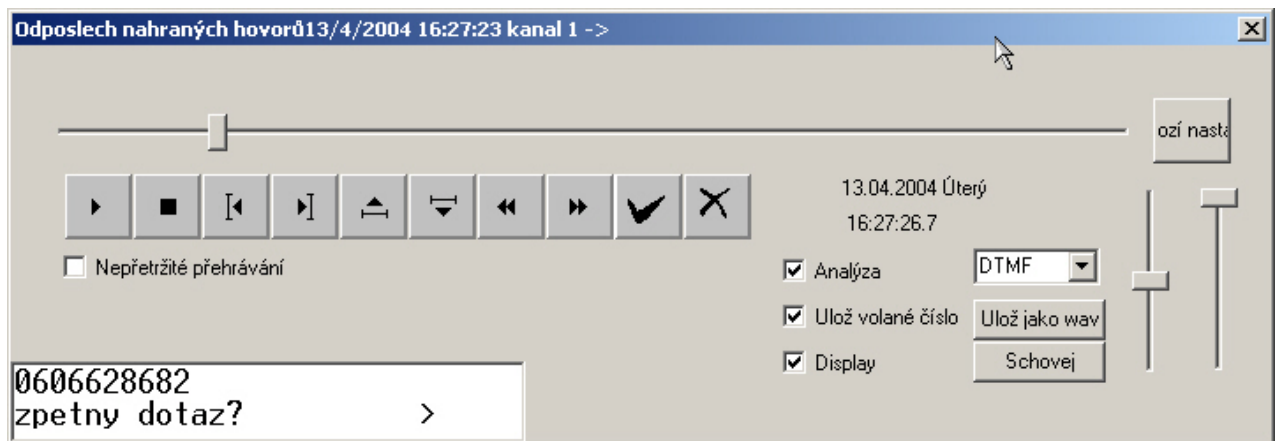 Odposlech nahraných hovorů13/4/2004 16:27:23 kanal 1 ->
ozí nasta
13.04.2004 Úterý
16:27:26.7
Nepřetržité přehrávání
Analýza
DTMF
Ulož volané číslo
Ulož jako wav
Display
Schovej
0606628682
zpetny dotaz? >